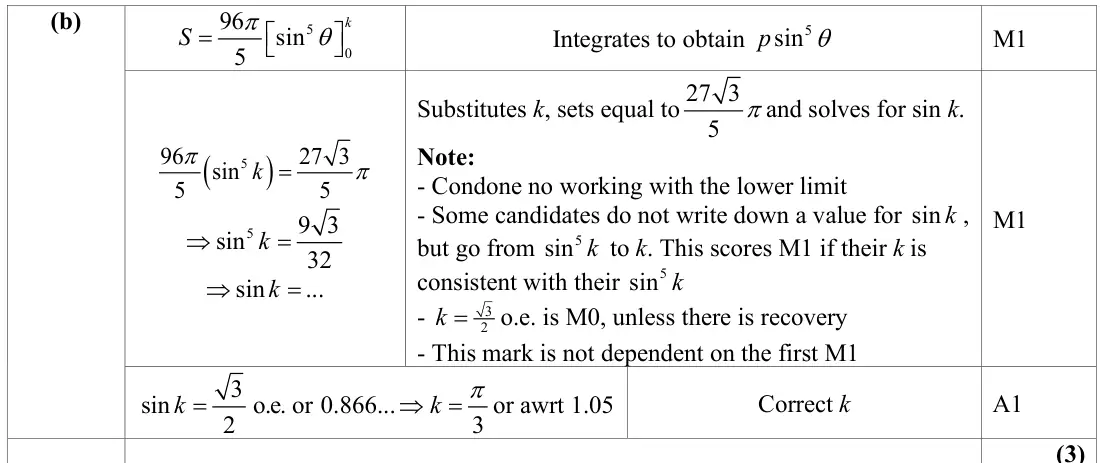 (b)
S = 96π/5 [sin⁵ θ]₀ᵏ
Integrates to obtain p sin⁵ θ
M1
96π/5 (sin⁵ k) = 27√3/5 π
⇒ sin⁵ k = 9√3/32
⇒ sin k = ...
Substitutes k, sets equal to 27√3/5 π and solves for sin k.
Note:
- Condone no working with the lower limit
- Some candidates do not write down a value for sin k ,
but go from sin⁵ k to k. This scores M1 if their k is
consistent with their sin⁵ k
- k = √3/2 o.e. is M0, unless there is recovery
- This mark is not dependent on the first M1
M1
sin k = √3/2 o.e. or 0.866... ⇒ k = π/3 or awrt 1.05
Correct k
A1
(3)